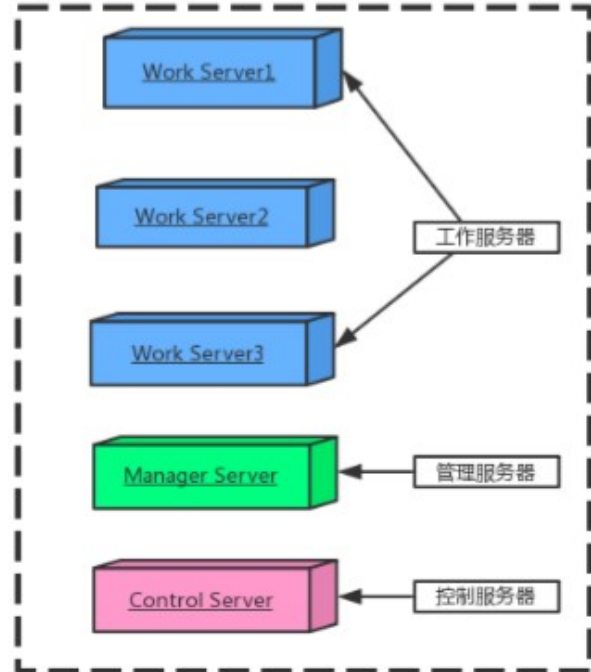 Work Server1
Work Server2
工作服务器
Work Server3
Manager Server
管理服务器
Control Server
控制服务器